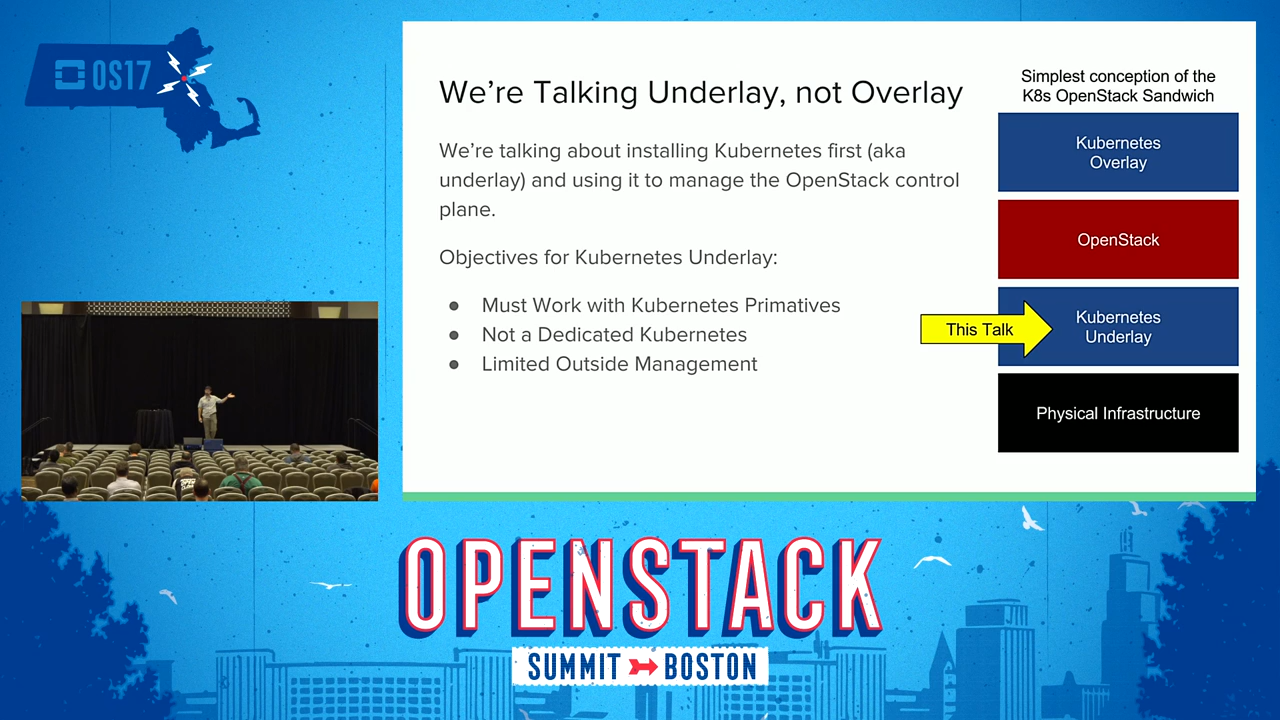 OS17
We're Talking Underlay, not Overlay
We're talking about installing Kubernetes first (aka
underlay) and using it to manage the OpenStack control
plane.
Objectives for Kubernetes Underlay:
● Must Work with Kubernetes Primatives
● Not a Dedicated Kubernetes
● Limited Outside Management
Simplest conception of the
K8s OpenStack Sandwich
Kubernetes
Overlay
OpenStack
This Talk
Kubernetes
Underlay
Physical Infrastructure
OPENSTACK
SUMMIT BOSTON